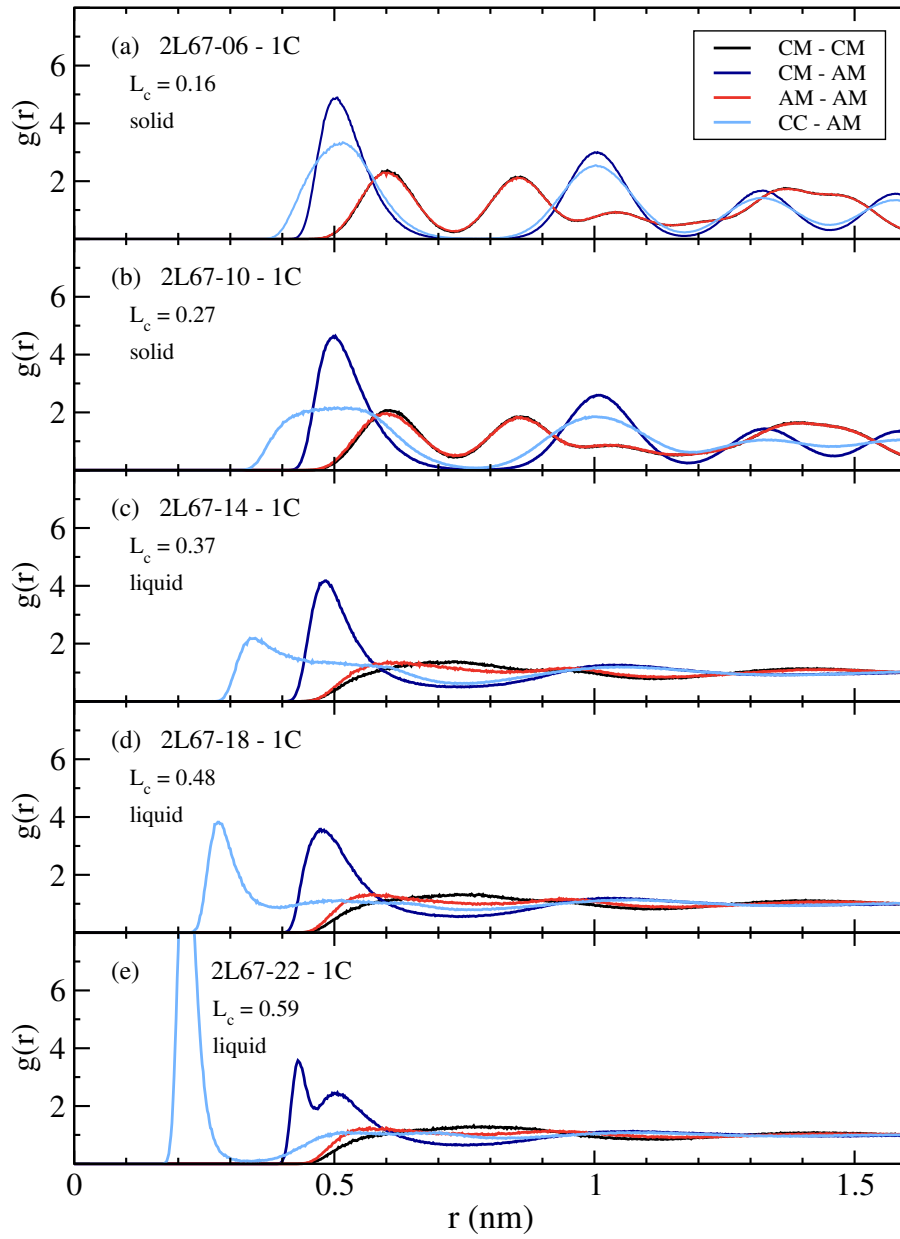 (a) 2L67-06 - 1C
L_c = 0.16
solid
CM - CM
CM - AM
AM - AM
CC - AM
g(r)
6
4
2
(b) 2L67-10 - 1C
L_c = 0.27
solid
g(r)
6
4
2
(c) 2L67-14 - 1C
L_c = 0.37
liquid
g(r)
6
4
2
(d) 2L67-18 - 1C
L_c = 0.48
liquid
g(r)
6
4
2
(e) 2L67-22 - 1C
L_c = 0.59
liquid
g(r)
6
4
2
0 0.5 1 1.5
r (nm)